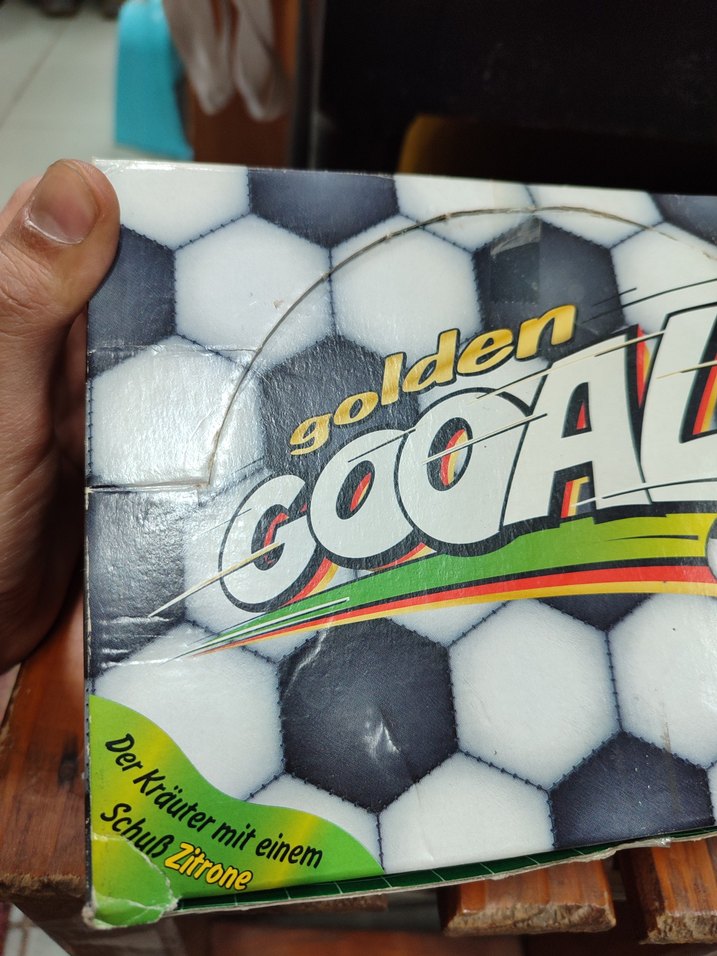 golden
GOOAL
Der Kräuter mit einem
Schuß Zitrone